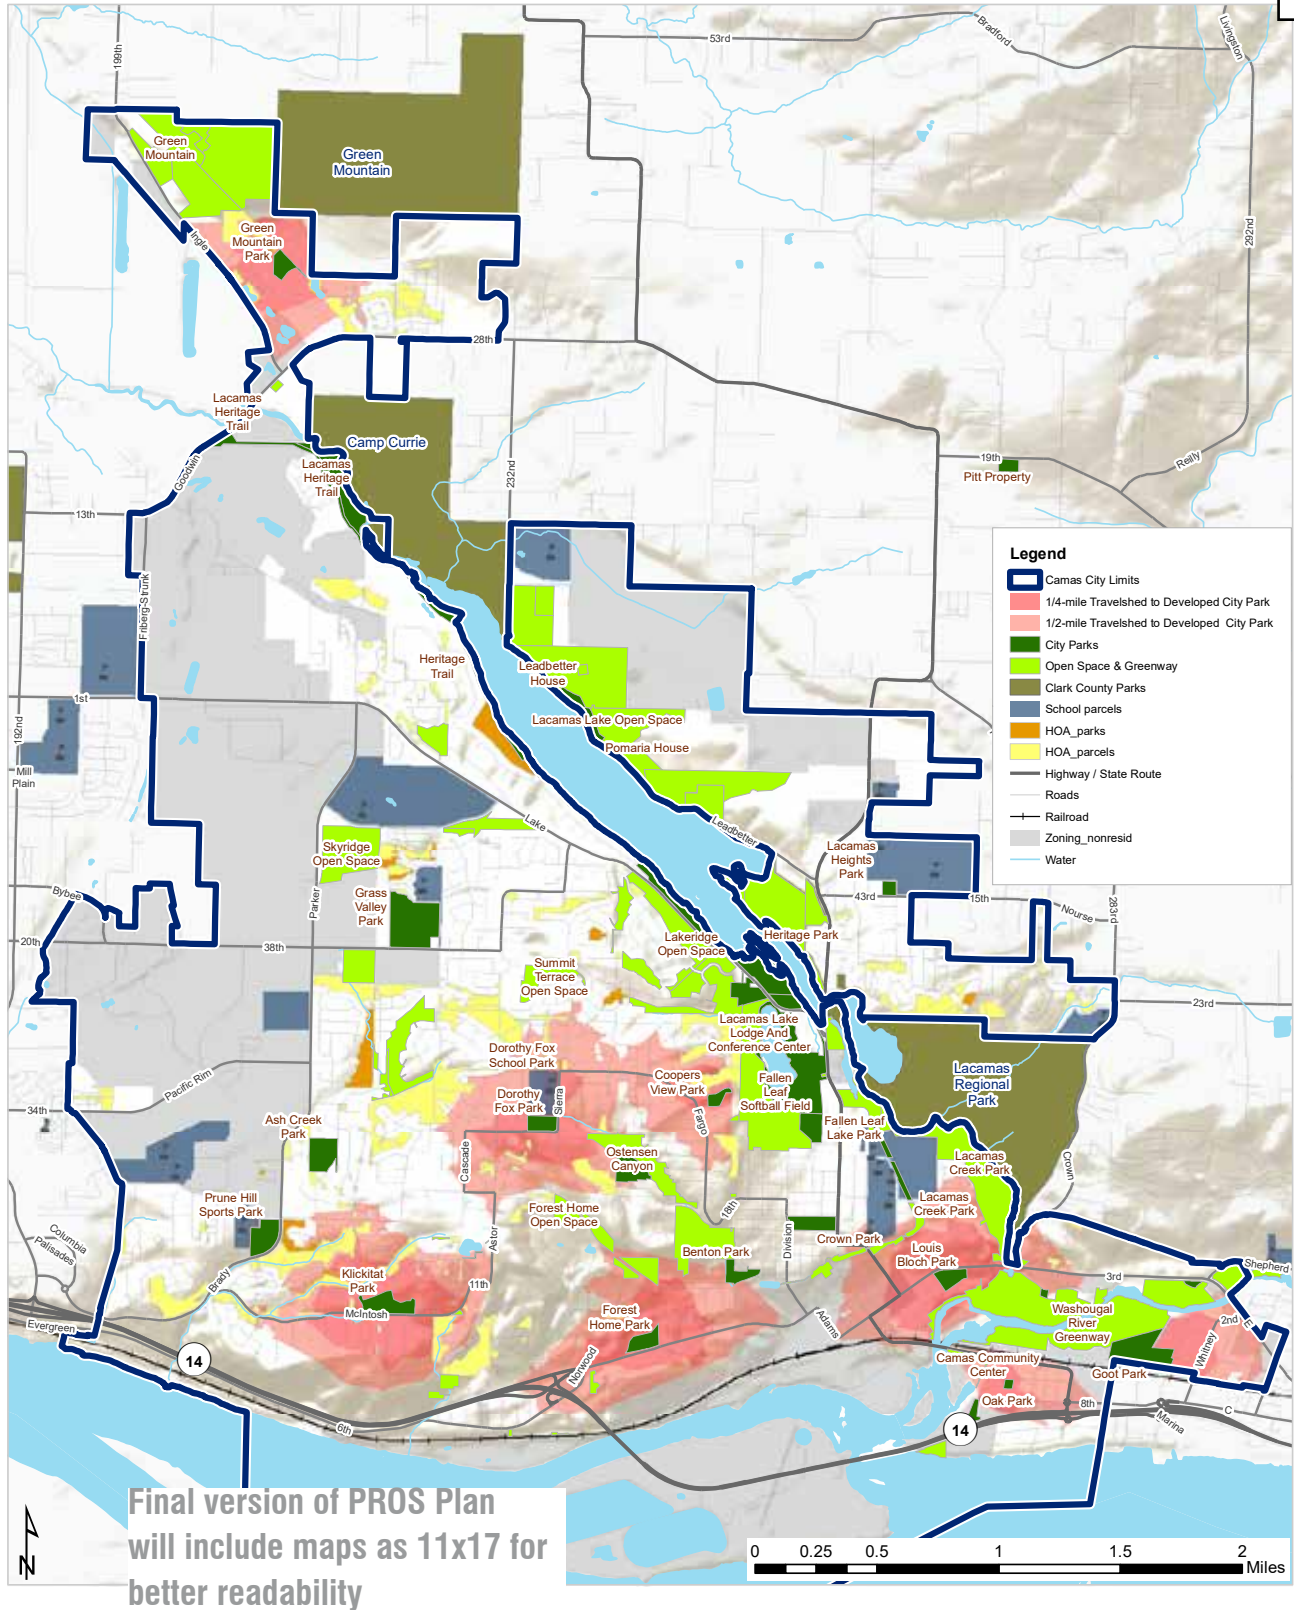 53rd
Bradford
Livingston
199th
Green
Mountain
Green
Mountain
Green
Mountain
Park
Ingle
292nd
28th
Lacamas
Heritage
Trail
Camp Currie
Goodwin
Lacamas
Heritage
Trail
232nd
19th
Reilly
Pitt Property
13th
Friberg-Strunk
Legend
Camas City Limits
1/4-mile Travelshed to Developed City Park
1/2-mile Travelshed to Developed City Park
City Parks
Open Space & Greenway
Clark County Parks
School parcels
HOA_parks
HOA_parcels
Highway / State Route
Roads
Railroad
Zoning_nonresid
Water
Heritage
Trail
Leadbetter
House
1st
192nd
Lacamas Lake Open Space
Pomaria House
Mill
Plain
Lake
Leadbetter
Skyridge
Open Space
Lacamas
Heights
Park
Bybee
Parker
Grass
Valley
Park
43rd
15th
Nourse
283rd
20th
38th
Lakeridge
Open Space
Heritage Park
Summit
Terrace
Open Space
23rd
Lacamas Lake
Lodge And
Conference Center
Dorothy Fox
School Park
Pacific Rim
Coopers
View Park
Fallen
Leaf
Softball Field
Lacamas
Regional
Park
Dorothy
Fox Park
Sierra
34th
Ash Creek
Park
Fargo
Fallen Leaf
Lake Park
Cascade
Ostensen
Canyon
Lacamas
Creek Park
Crown
Prune Hill
Sports Park
Lacamas
Creek Park
Forest Home
Open Space
18th
Columbia
Palisades
Astor
Division
Crown Park
Benton Park
Louis
Bloch Park
Shepherd
Brady
Klickitat
Park
11th
3rd
McIntosh
Forest
Home Park
Adams
Washougal
River
Greenway
2nd
E
Evergreen
Whitney
14
Norwood
Camas Community
Center
Goot Park
Oak Park
8th
C
6th
14
Marina
Final version of PROS Plan
will include maps as 11x17 for
better readability
N
0 0.25 0.5 1 1.5 2
Miles